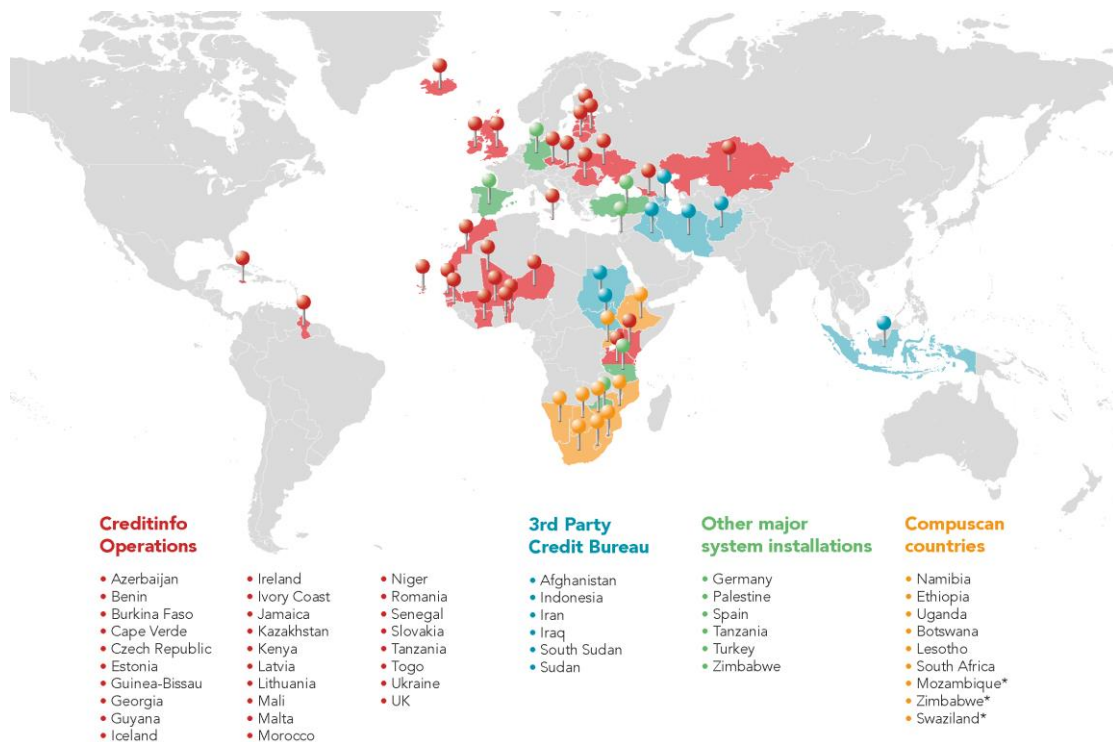 Creditinfo
Operations
• Azerbaijan
• Benin
• Burkina Faso
• Cape Verde
• Czech Republic
• Estonia
• Guinea-Bissau
• Georgia
• Guyana
• Iceland
• Ireland
• Ivory Coast
• Jamaica
• Kazakhstan
• Kenya
• Latvia
• Lithuania
• Mali
• Malta
• Morocco
• Niger
• Romania
• Senegal
• Slovakia
• Tanzania
• Togo
• Ukraine
• UK
3rd Party
Credit Bureau
• Afghanistan
• Indonesia
• Iran
• Iraq
• South Sudan
• Sudan
Other major
system installations
• Germany
• Palestine
• Spain
• Tanzania
• Turkey
• Zimbabwe
Compuscan
countries
• Namibia
• Ethiopia
• Uganda
• Botswana
• Lesotho
• South Africa
• Mozambique*
• Zimbabwe*
• Swaziland*